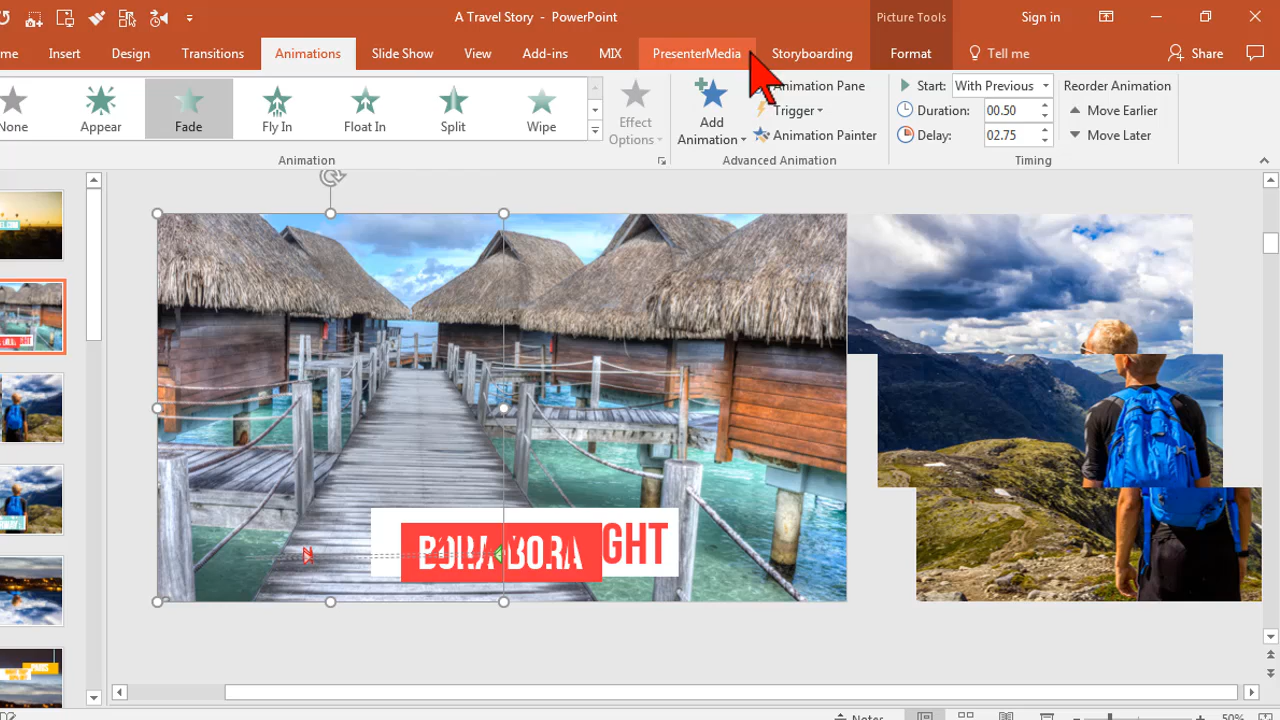 A Travel Story - PowerPoint
Picture Tools
Sign in
Insert
Design
Transitions
Animations
Slide Show
View
Add-ins
MIX
PresenterMedia
Storyboarding
Format
Tell me
Share
None
Appear
Fade
Fly In
Float In
Split
Wipe
Effect
Options
Add
Animation
Animation Pane
Trigger
Animation Painter
Start: With Previous
Duration: 00.50
Delay: 02.75
Reorder Animation
Move Earlier
Move Later
Animation
Advanced Animation
Timing
GHT
BORA BORA
PARIS
Notes
50%